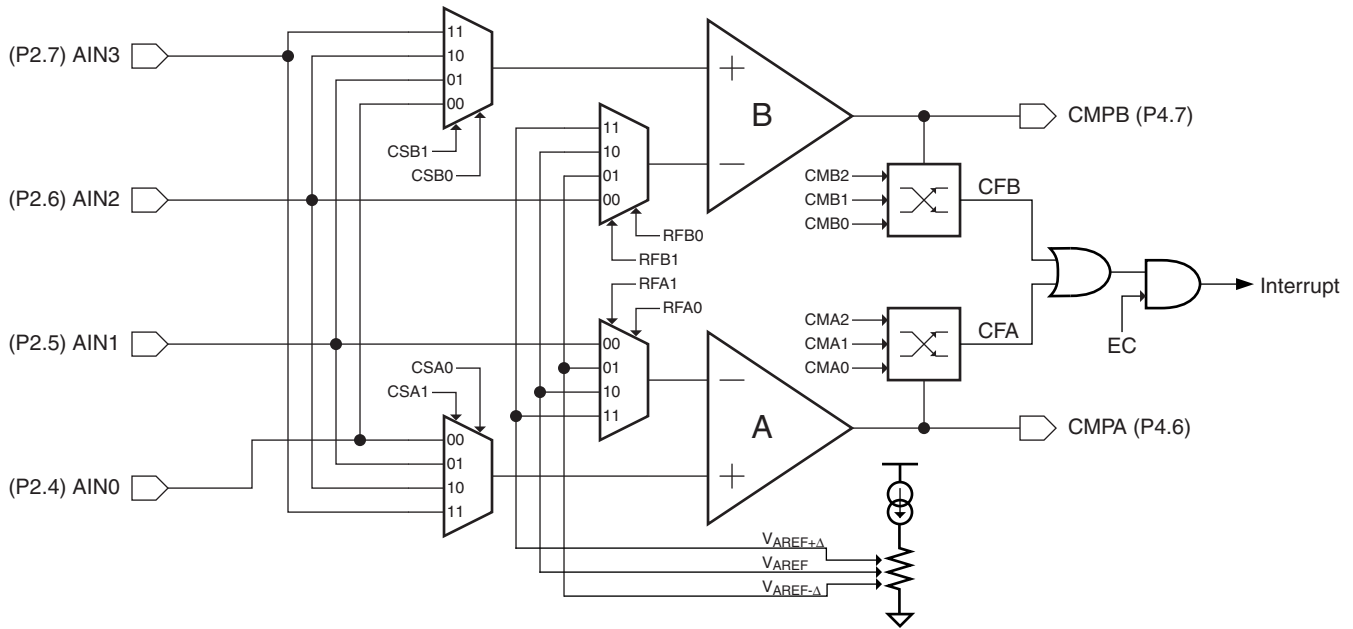 (P2.7) AIN3
(P2.6) AIN2
(P2.5) AIN1
(P2.4) AIN0
11
10
01
00
CSB1
CSB0
11
10
01
00
RFB0
RFB1
RFA1
RFA0
00
01
10
11
CSA0
CSA1
00
01
10
11
+
B
−
−
A
+
CMPB (P4.7)
CMB2
CMB1
CMB0
CFB
CMA2
CMA1
CMA0
CFA
EC
Interrupt
CMPA (P4.6)
VAREF+Δ
VAREF
VAREF-Δ